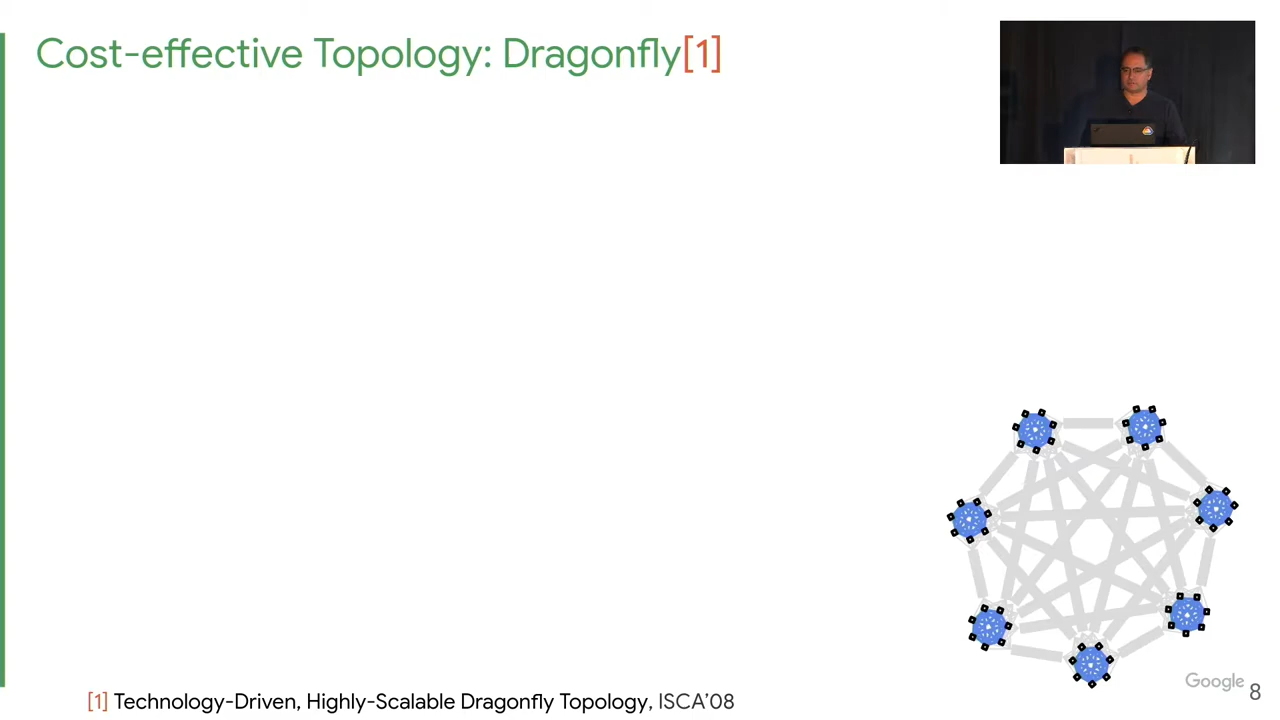 Cost-effective Topology: Dragonfly[1]
[1] Technology-Driven, Highly-Scalable Dragonfly Topology, ISCA'08
Google
8